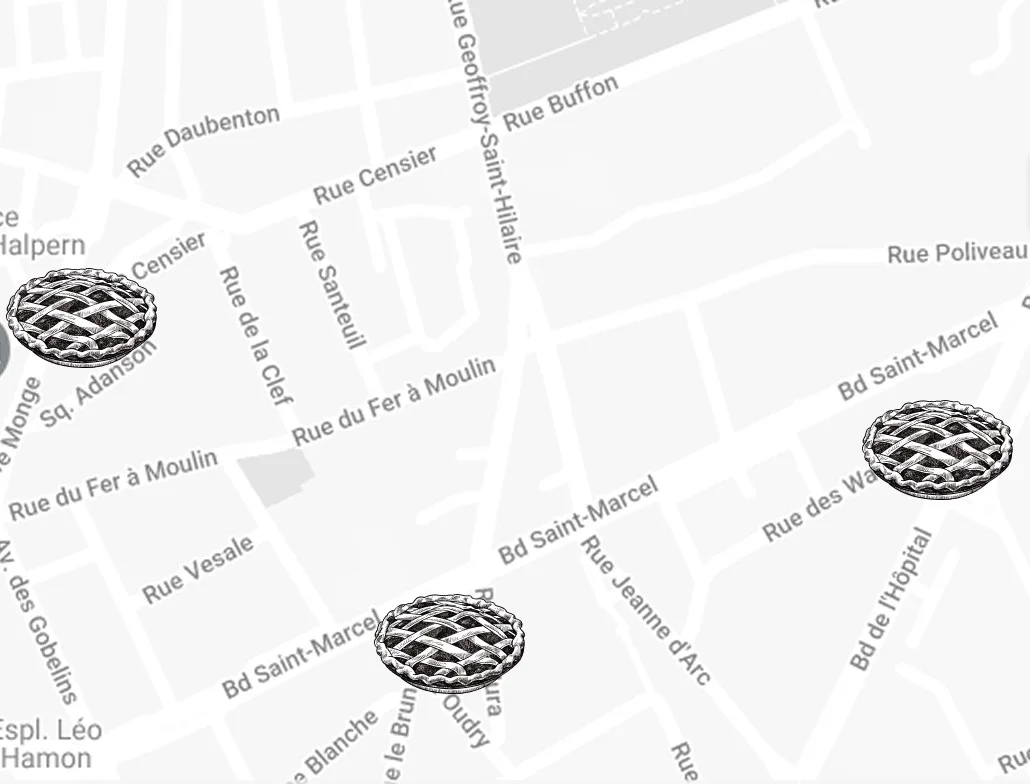 Rue Geoffroy-Saint-Hilaire
Rue Buffon
Rue Daubenton
Rue Censier
Halpern
Censier
Rue Santeuil
Rue Poliveau
Rue de la Clef
Sq. Adanson
Bd Saint-Marcel
Rue du Fer à Moulin
Monge
Rue du Fer à Moulin
Bd Saint-Marcel
Rue des
Rue Vesale
Rue Jeanne d'Arc
Bd de l'Hôpital
Av. des Gobelins
Bd Saint-Marcel
Oudry
le Brun
Blanche
Espl. Léo
Hamon
Rue